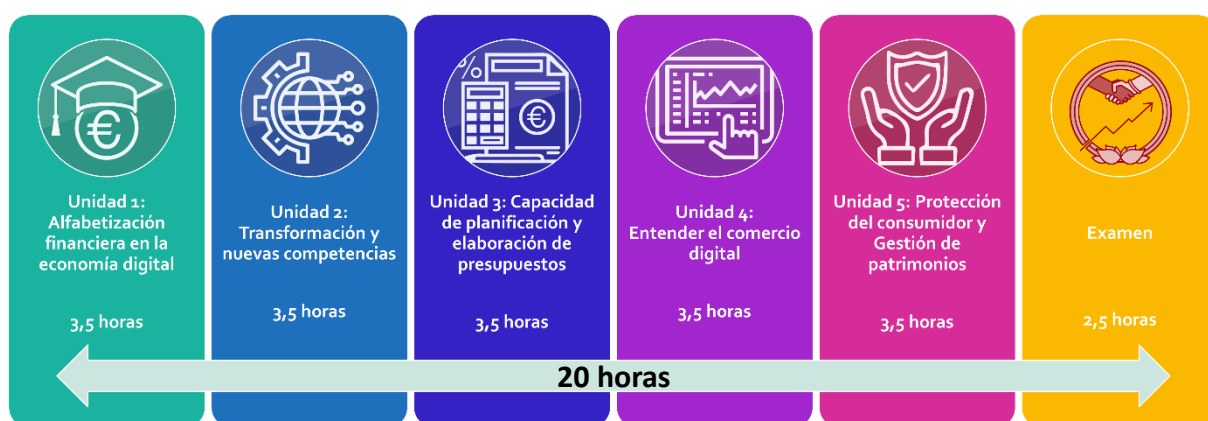 Unidad 1:
Alfabetización
financiera en la
economía digital
3,5 horas
Unidad 2:
Transformación y
nuevas competencias
3,5 horas
%
€
Unidad 3: Capacidad
de planificación y
elaboración de
presupuestos
3,5 horas
Unidad 4:
Entender el comercio
digital
3,5 horas
Unidad 5: Protección
del consumidor y
Gestión de
patrimonios
3,5 horas
Examen
2,5 horas
20 horas